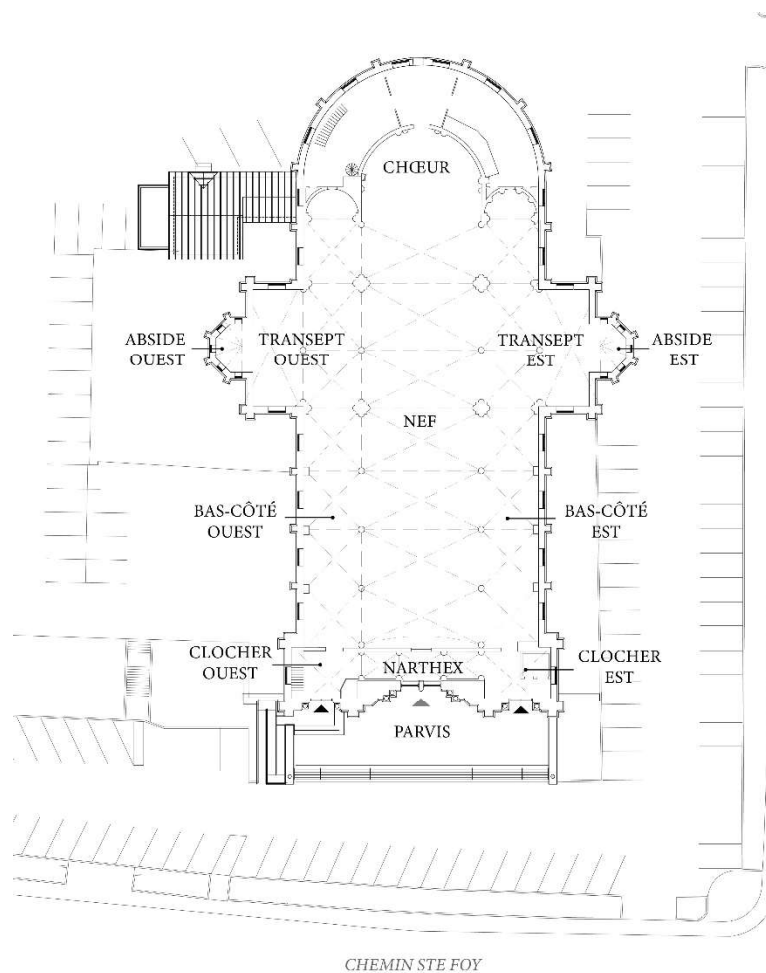 CHŒUR
ABSIDE
OUEST
TRANSEPT
OUEST
TRANSEPT
EST
ABSIDE
EST
NEF
BAS-CÔTÉ
OUEST
BAS-CÔTÉ
EST
CLOCHER
OUEST
NARTHEX
CLOCHER
EST
PARVIS
CHEMIN STE FOY